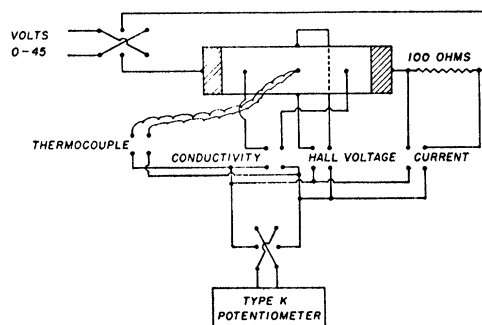 VOLTS
0-45
100 OHMS
THERMOCOUPLE
CONDUCTIVITY
HALL VOLTAGE
CURRENT
TYPE K
POTENTIOMETER